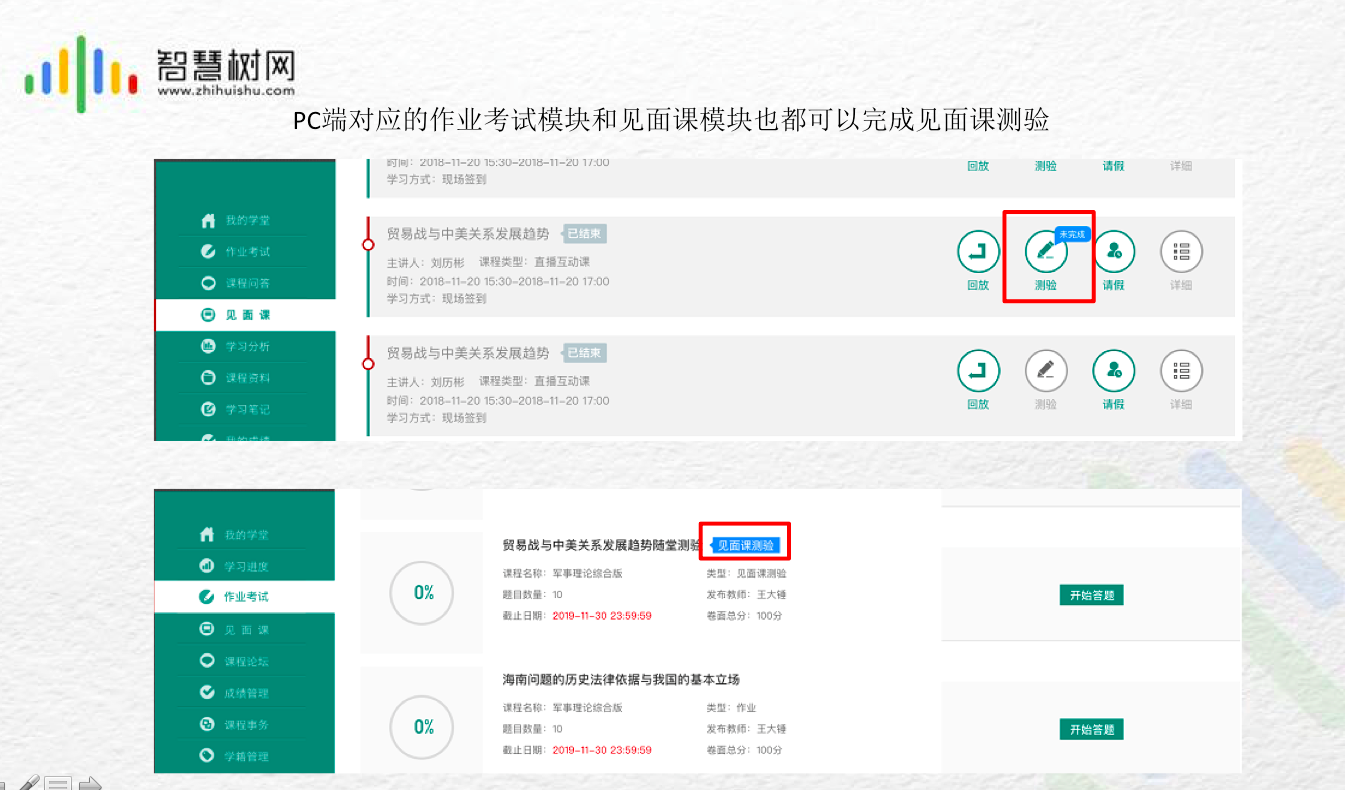 智慧树网
www.zhihuishu.com
PC端对应的作业考试模块和见面课模块也都可以完成见面课测验
我的学堂
作业考试
课程问答
见面课
学习分析
课程资料
学习笔记
我的成绩
时间：2018-11-20 15:30-2018-11-20 17:00
学习方式：现场签到
回放 测验 请假 详细
贸易战与中美关系发展趋势 已结束
主讲人：刘历彬 课程类型：直播互动课
时间：2018-11-20 15:30-2018-11-20 17:00
学习方式：现场签到
未完成
回放 测验 请假 详细
贸易战与中美关系发展趋势 已结束
主讲人：刘历彬 课程类型：直播互动课
时间：2018-11-20 15:30-2018-11-20 17:00
学习方式：现场签到
回放 测验 请假 详细
我的学堂
学习进度
作业考试
见面课
课程论坛
成绩管理
课程事务
学籍管理
0%
贸易战与中美关系发展趋势随堂测验 见面课测验
课程名称：军事理论综合版 类型：见面课测验
题目数量：10 发布教师：王大锤
截止日期：2019-11-30 23:59:59 卷面总分：100分
开始答题
0%
海南问题的历史法律依据与我国的基本立场
课程名称：军事理论综合版 类型：作业
题目数量：10 发布教师：王大锤
截止日期：2019-11-30 23:59:59 卷面总分：100分
开始答题